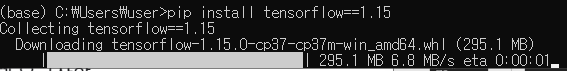 (base) C:₩Users₩user>pip install tensorflow==1.15
Collecting tensorflow==1.15
  Downloading tensorflow-1.15.0-cp37-cp37m-win_amd64.whl (295.1 MB)
     |████████████████████████████████| 295.1 MB 6.8 MB/s eta 0:00:01